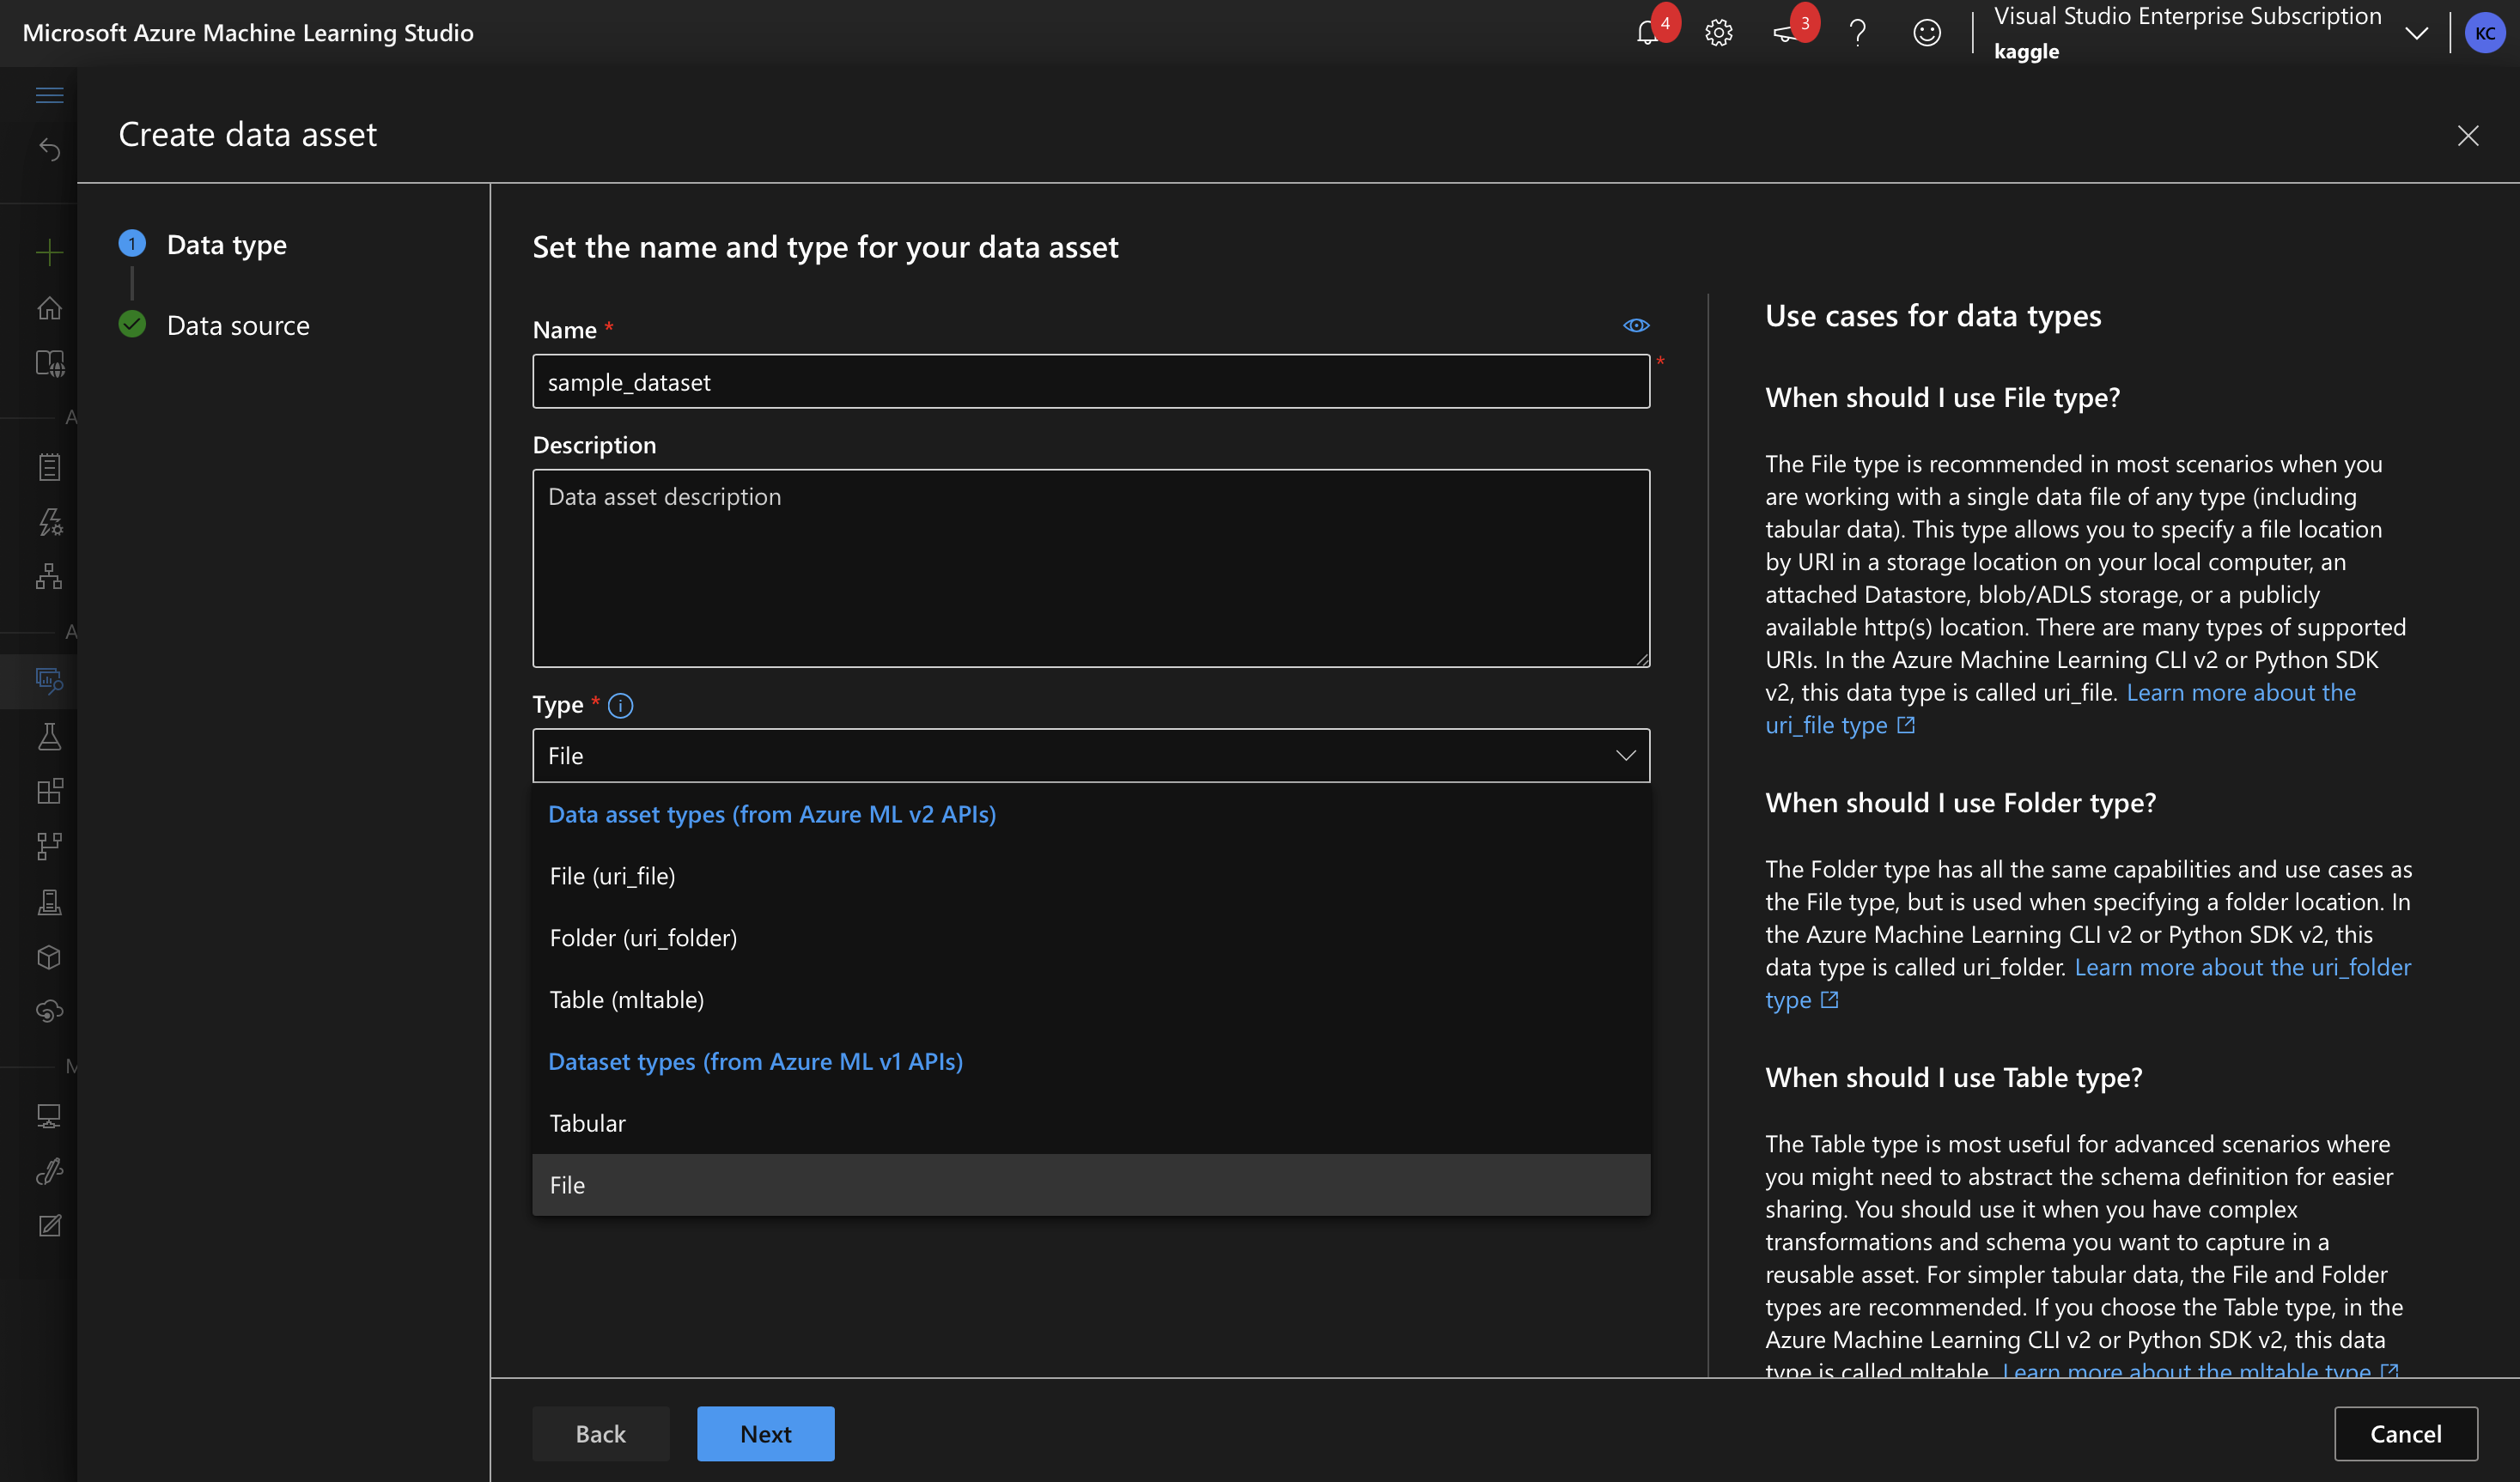 Microsoft Azure Machine Learning Studio
4
3
Visual Studio Enterprise Subscription
kaggle
KC
Create data asset
1
Data type
Data source
A
A
M
Set the name and type for your data asset
Name *
*
sample_dataset
Description
Data asset description
Type *
File
Data asset types (from Azure ML v2 APIs)
File (uri_file)
Folder (uri_folder)
Table (mltable)
Dataset types (from Azure ML v1 APIs)
Tabular
File
Use cases for data types
When should I use File type?
The File type is recommended in most scenarios when you
are working with a single data file of any type (including
tabular data). This type allows you to specify a file location
by URI in a storage location on your local computer, an
attached Datastore, blob/ADLS storage, or a publicly
available http(s) location. There are many types of supported
URIs. In the Azure Machine Learning CLI v2 or Python SDK
v2, this data type is called uri_file. Learn more about the
uri_file type
When should I use Folder type?
The Folder type has all the same capabilities and use cases as
the File type, but is used when specifying a folder location. In
the Azure Machine Learning CLI v2 or Python SDK v2, this
data type is called uri_folder. Learn more about the uri_folder
type
When should I use Table type?
The Table type is most useful for advanced scenarios where
you might need to abstract the schema definition for easier
sharing. You should use it when you have complex
transformations and schema you want to capture in a
reusable asset. For simpler tabular data, the File and Folder
types are recommended. If you choose the Table type, in the
Azure Machine Learning CLI v2 or Python SDK v2, this data
type is called mltable. Learn more about the mltable type
Back
Next
Cancel